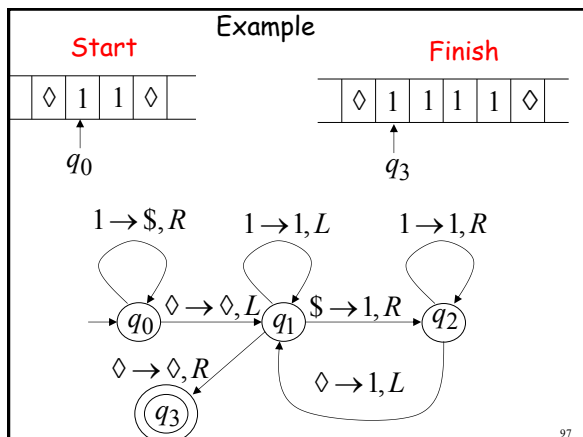 Example
Start
Finish
◊ 1 1 ◊
◊ 1 1 1 1 ◊
q0
q3
1 → $, R
1 → 1, L
1 → 1, R
q0
◊ → ◊, L
q1
$ → 1, R
q2
◊ → ◊, R
◊ → 1, L
q3
97